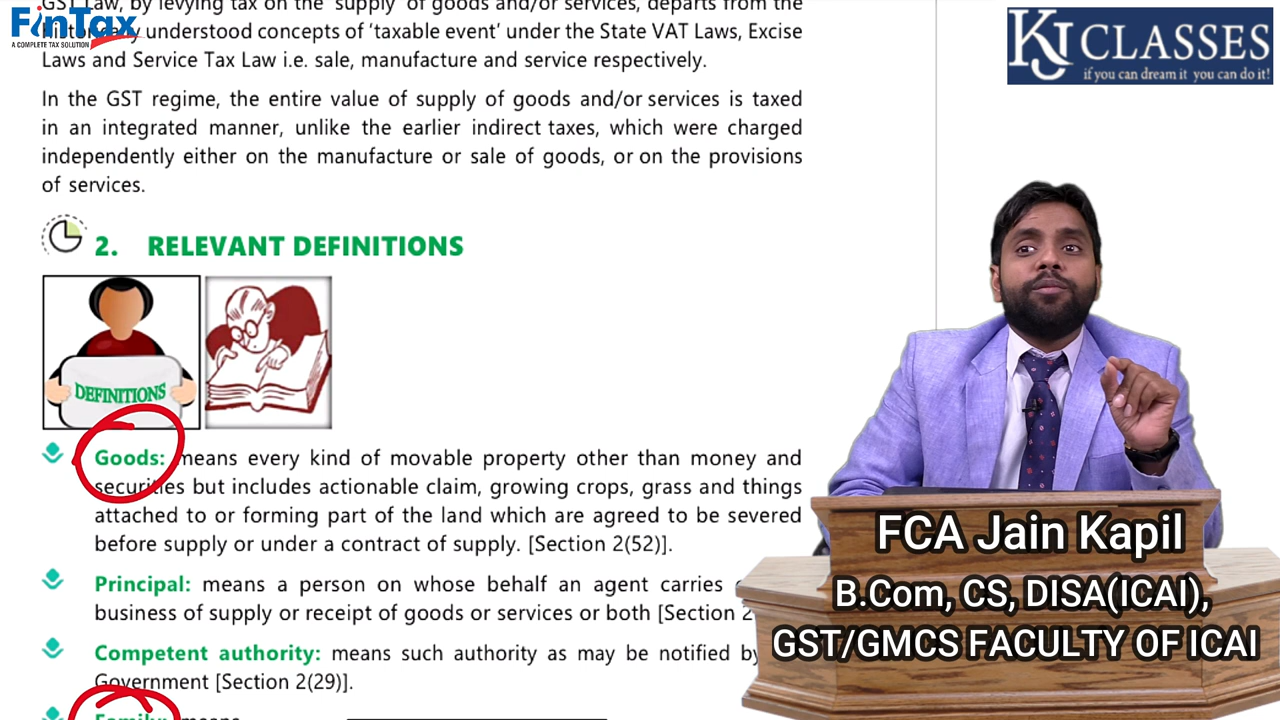 GST Law, by levying tax on the 'supply' of goods and/or services, departs from the
FinTax
A COMPLETE TAX SOLUTION
understood concepts of 'taxable event' under the State VAT Laws, Excise
Laws and Service Tax Law i.e. sale, manufacture and service respectively.
In the GST regime, the entire value of supply of goods and/or services is taxed
in an integrated manner, unlike the earlier indirect taxes, which were charged
independently either on the manufacture or sale of goods, or on the provisions
of services.
2. RELEVANT DEFINITIONS
DEFINITIONS
Goods: means every kind of movable property other than money and
securities but includes actionable claim, growing crops, grass and things
attached to or forming part of the land which are agreed to be severed
before supply or under a contract of supply. [Section 2(52)].
Principal: means a person on whose behalf an agent carries
business of supply or receipt of goods or services or both [Section 2
Competent authority: means such authority as may be notified by
Government [Section 2(29)].
Family: means
KJ CLASSES
if you can dream it you can do it!
FCA Jain Kapil
B.Com, CS, DISA(ICAI),
GST/GMCS FACULTY OF ICAI